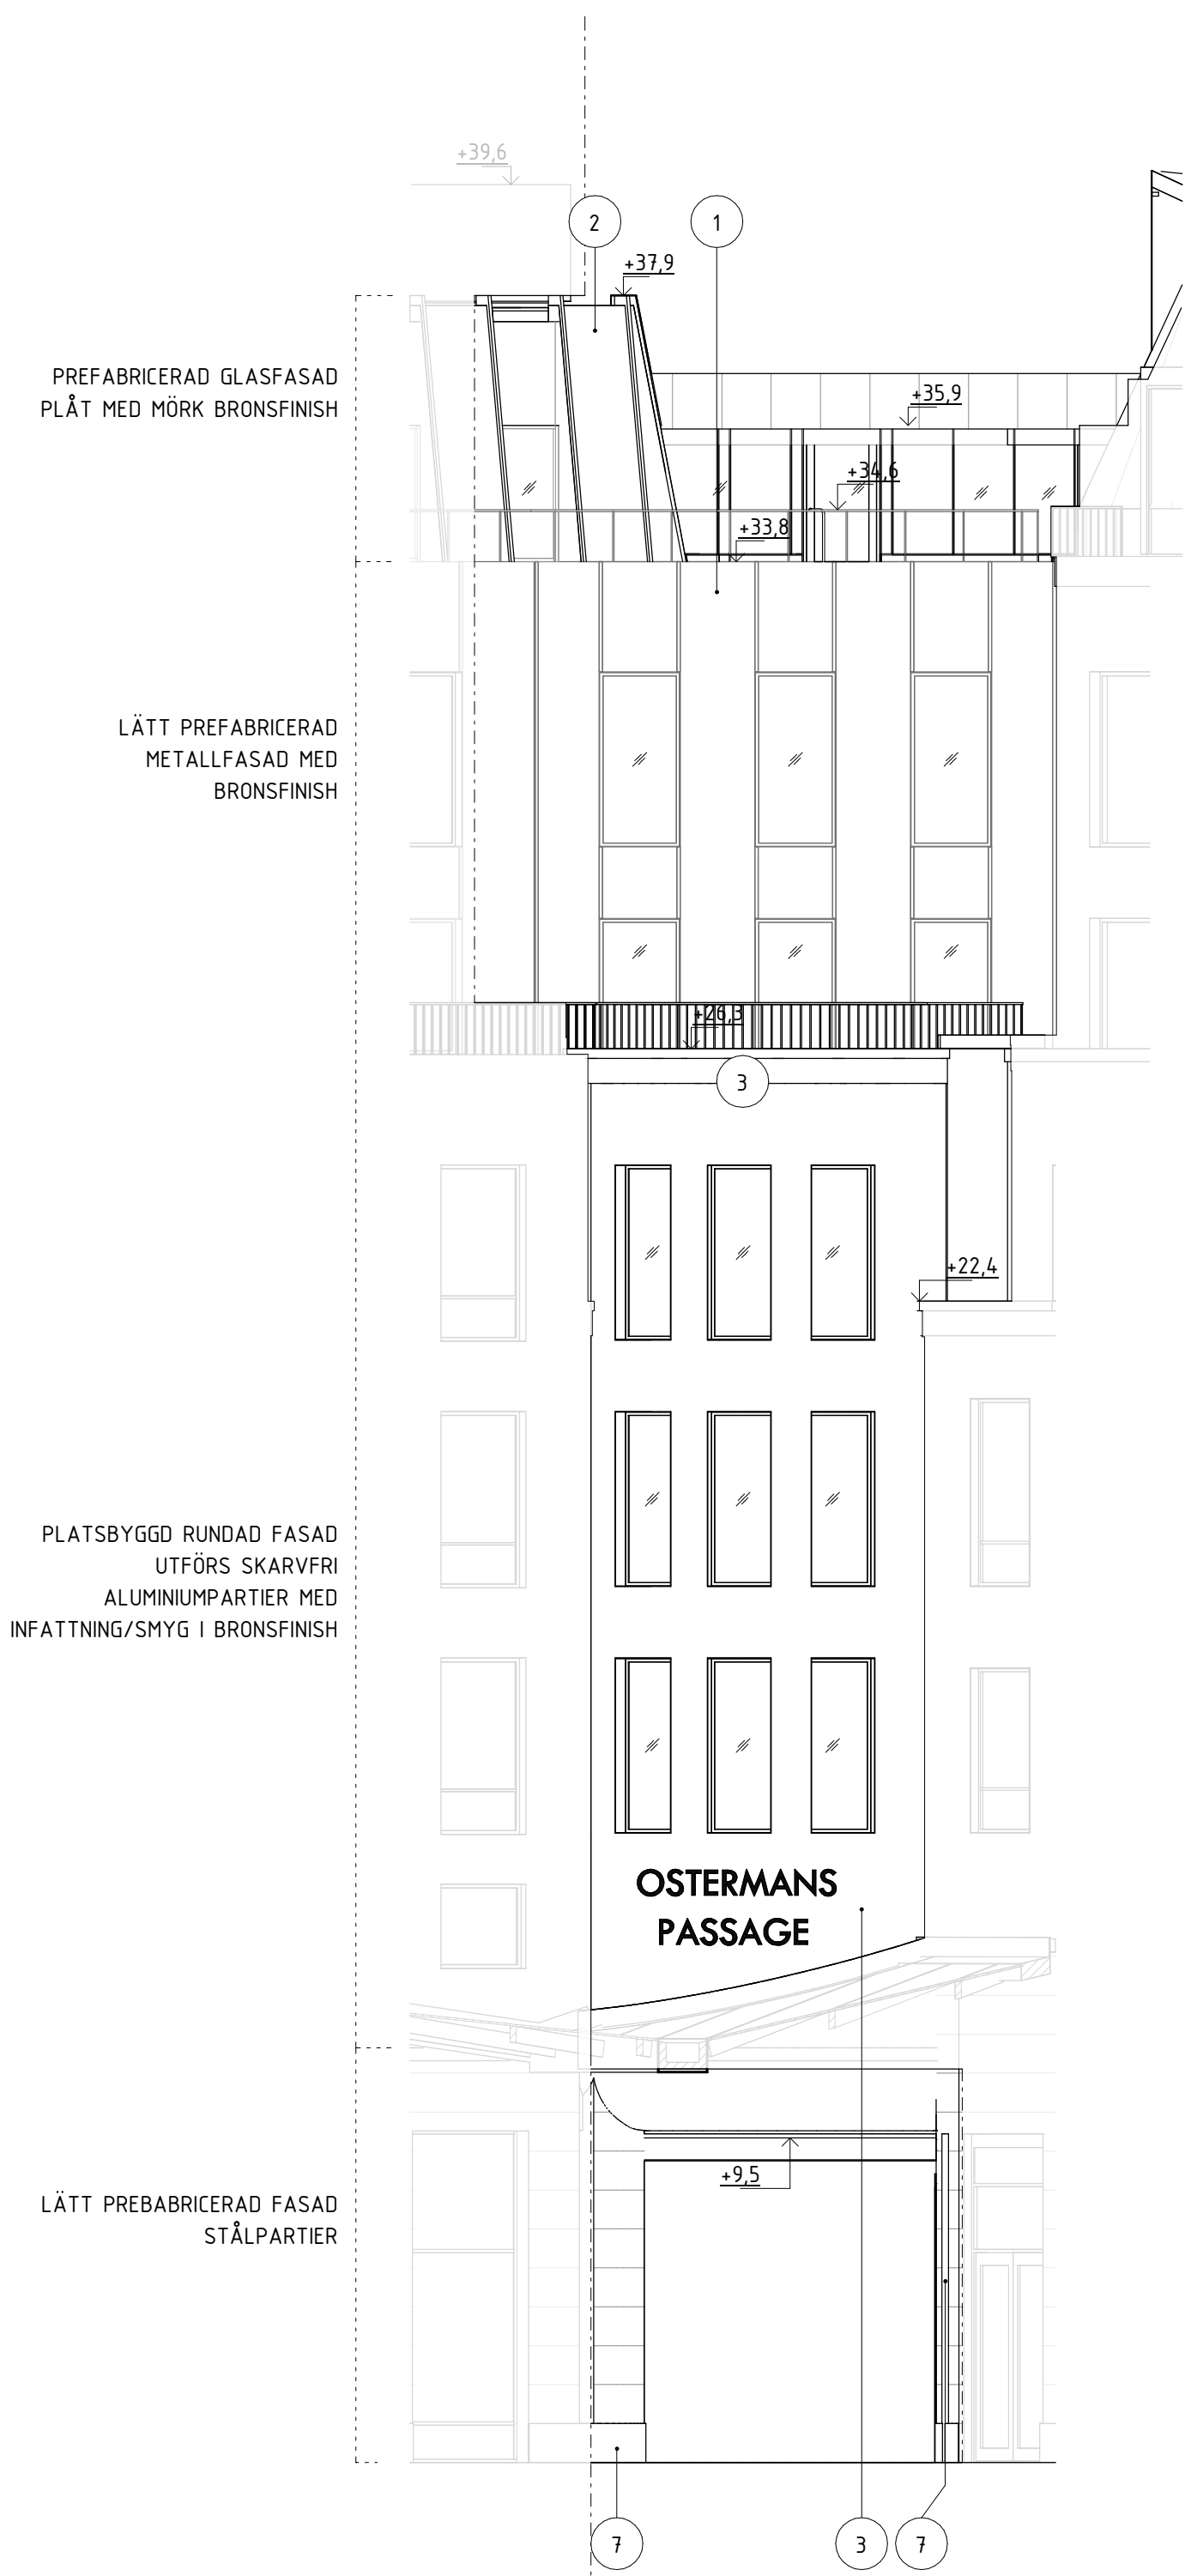 +39,6
2
1
+37,9
PREFABRICERAD GLASFASAD
PLÅT MED MÖRK BRONSFINISH
+35,9
+34,6
+33,8
LÄTT PREFABRICERAD
METALLFASAD MED
BRONSFINISH
+26,3
3
+22,4
PLATSBYGGD RUNDAD FASAD
UTFÖRS SKARVFRI
ALUMINIUMPARTIER MED
INFATTNING/SMYG I BRONSFINISH
OSTERMANS
PASSAGE
+9,5
LÄTT PREBABRICERAD FASAD
STÅLPARTIER
7
3
7